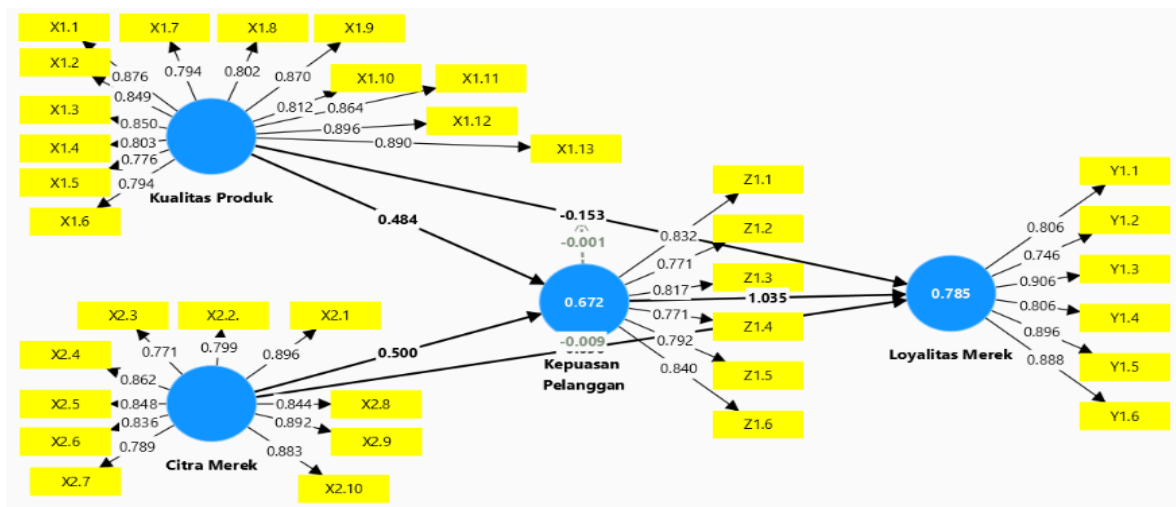 X1.1
X1.7
X1.8
X1.9
X1.2
X1.10
X1.11
X1.3
X1.12
X1.4
X1.13
X1.5
X1.6
0.876
0.794
0.802
0.870
0.849
0.812
0.864
0.850
0.896
0.803
0.890
0.776
0.794
Kualitas Produk
0.484
-0.153
-0.001
Z1.1
Z1.2
Z1.3
Z1.4
Z1.5
Z1.6
0.832
0.771
0.817
0.771
0.792
0.840
0.672
1.035
-0.009
Kepuasan
Pelanggan
Y1.1
Y1.2
Y1.3
Y1.4
Y1.5
Y1.6
0.806
0.746
0.906
0.806
0.896
0.888
0.785
Loyalitas Merek
X2.3
X2.2.
X2.1
X2.4
X2.5
X2.8
X2.6
X2.9
X2.7
X2.10
0.771
0.799
0.896
0.862
0.848
0.844
0.836
0.892
0.789
0.883
0.500
Citra Merek